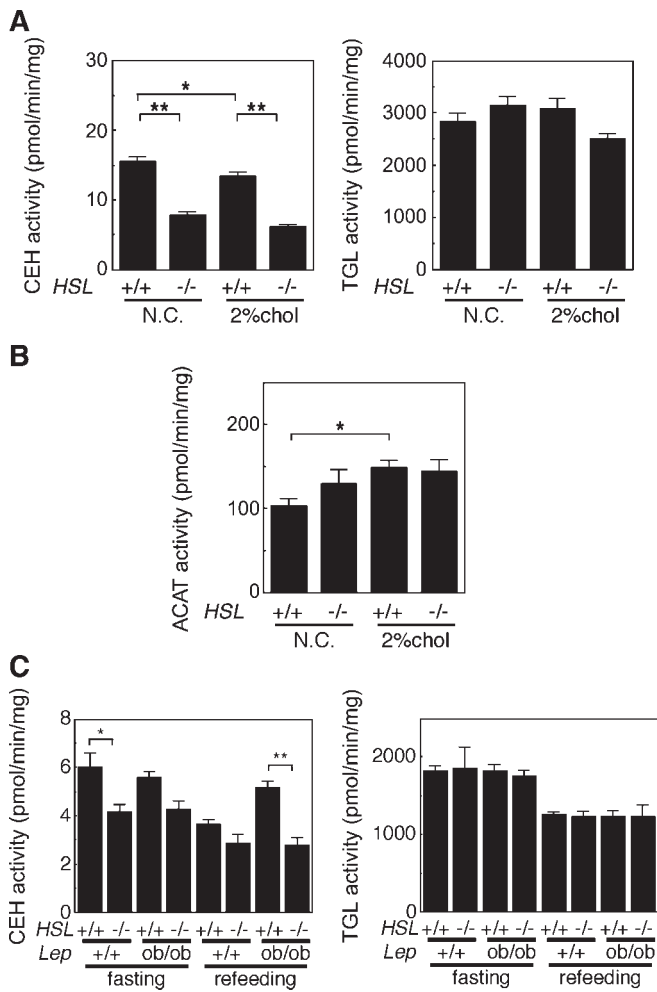 A
CEH activity (pmol/min/mg)
30
20
10
0
*
**
**
HSL +/+ -/- +/+ -/-
N.C. 2%chol
TGL activity (pmol/min/mg)
4000
3000
2000
1000
0
HSL +/+ -/- +/+ -/-
N.C. 2%chol
B
ACAT activity (pmol/min/mg)
200
100
0
*
HSL +/+ -/- +/+ -/-
N.C. 2%chol
C
CEH activity (pmol/min/mg)
8
6
4
2
0
*
**
HSL +/+ -/- +/+ -/- +/+ -/- +/+ -/-
Lep +/+ ob/ob +/+ ob/ob
fasting refeeding
TGL activity (pmol/min/mg)
2000
1000
0
HSL +/+ -/- +/+ -/- +/+ -/- +/+ -/-
Lep +/+ ob/ob +/+ ob/ob
fasting refeeding